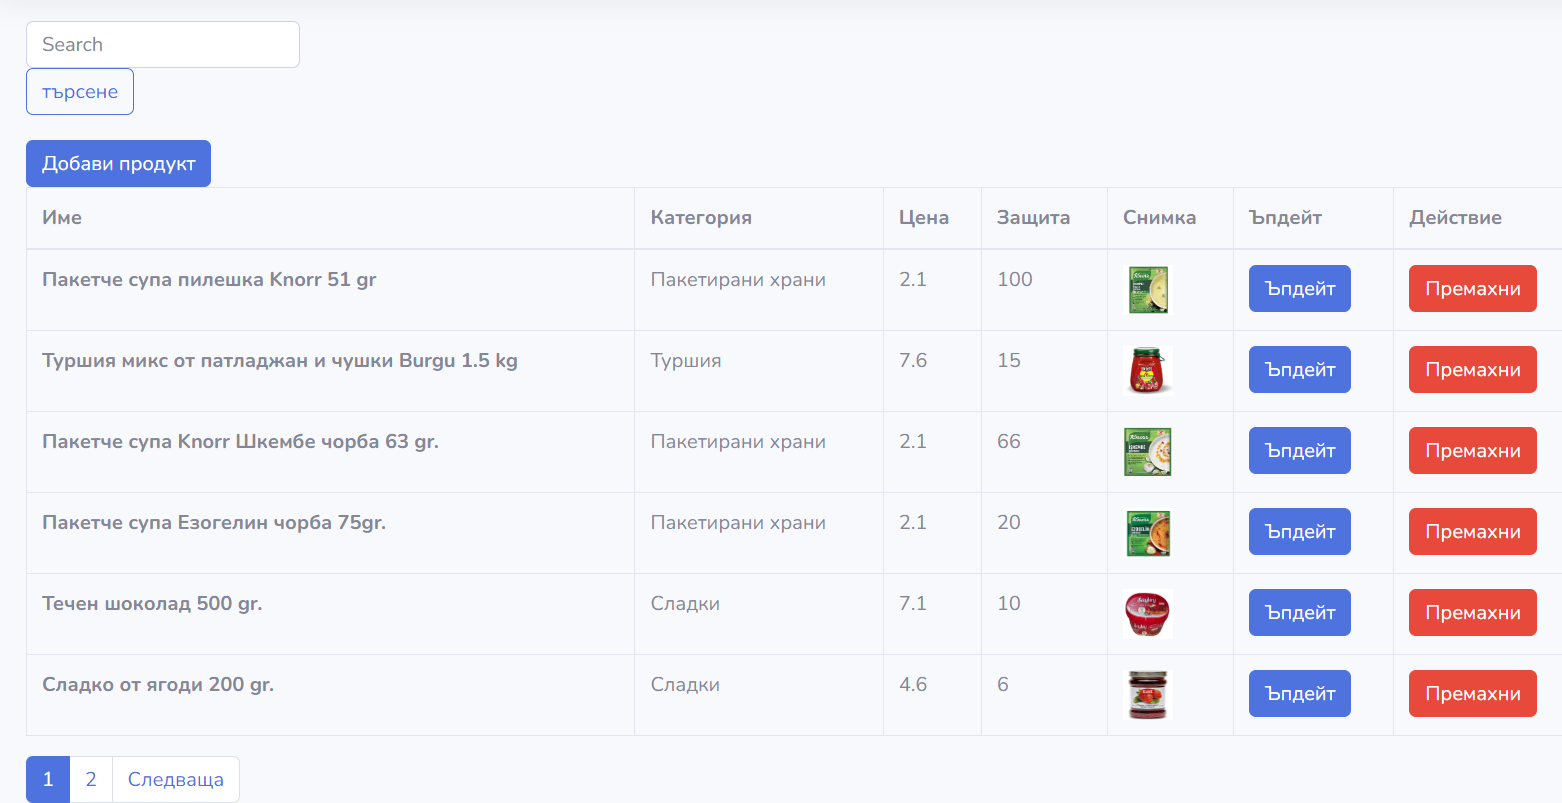 Search
търсене
Добави продукт
Име Категория Цена Защита Снимка Ъпдейт Действие
Пакетче супа пилешка Knorr 51 gr Пакетирани храни 2.1 100 Knorr Ъпдейт Премахни
Туршия микс от патладжан и чушки Burgu 1.5 kg Туршия 7.6 15 Ъпдейт Премахни
Пакетче супа Knorr Шкембе чорба 63 gr. Пакетирани храни 2.1 66 Knorr Ъпдейт Премахни
Пакетче супа Езогелин чорба 75gr. Пакетирани храни 2.1 20 Knorr Ъпдейт Премахни
Течен шоколад 500 gr. Сладки 7.1 10 Ъпдейт Премахни
Сладко от ягоди 200 gr. Сладки 4.6 6 Ъпдейт Премахни
1 2 Следваща